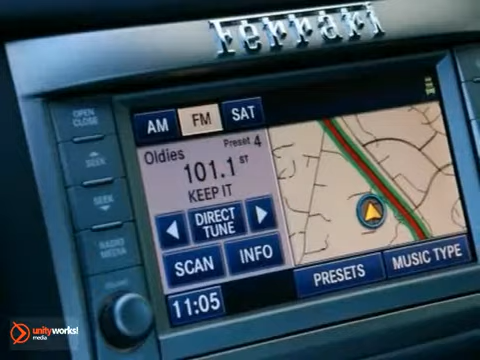 Ferrari
OPEN
CLOSE
SEEK
SEEK
RADIO
MEDIA
AM
FM
SAT
Oldies
Preset 4
101.1 ST
KEEP IT
DIRECT
TUNE
SCAN
INFO
11:05
PRESETS
MUSIC TYPE
unityworks!
media